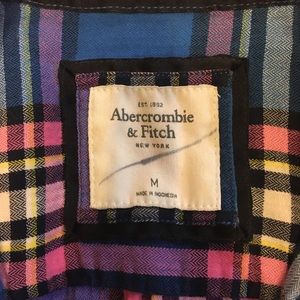 EST. 1892
Abercrombie
& Fitch
NEW YORK
M
MADE IN INDONESIA